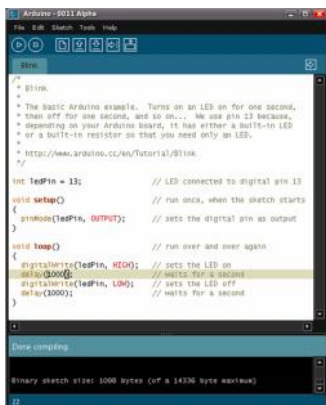 Arduino - 0011 Alpha
File Edit Sketch Tools Help
Blink
/*
 * Blink
 *
 * The basic Arduino example.  Turns on an LED on for one second,
 * then off for one second, and so on...  We use pin 13 because,
 * depending on your Arduino board, it has either a built-in LED
 * or a built-in resistor so that you need only an LED.
 *
 * http://www.arduino.cc/en/Tutorial/Blink
 */
int ledPin = 13;                // LED connected to digital pin 13
void setup()                    // run once, when the sketch starts
{
  pinMode(ledPin, OUTPUT);      // sets the digital pin as output
}
void loop()                     // run over and over again
{
  digitalWrite(ledPin, HIGH);   // sets the LED on
  delay(1000);                  // waits for a second
  digitalWrite(ledPin, LOW);    // sets the LED off
  delay(1000);                  // waits for a second
}
Done compiling.
Binary sketch size: 1098 bytes (of a 14336 byte maximum)
22